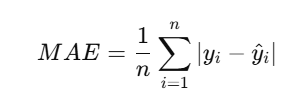 MAE = \frac{1}{n} \sum_{i=1}^{n} |y_i - \hat{y}_i|